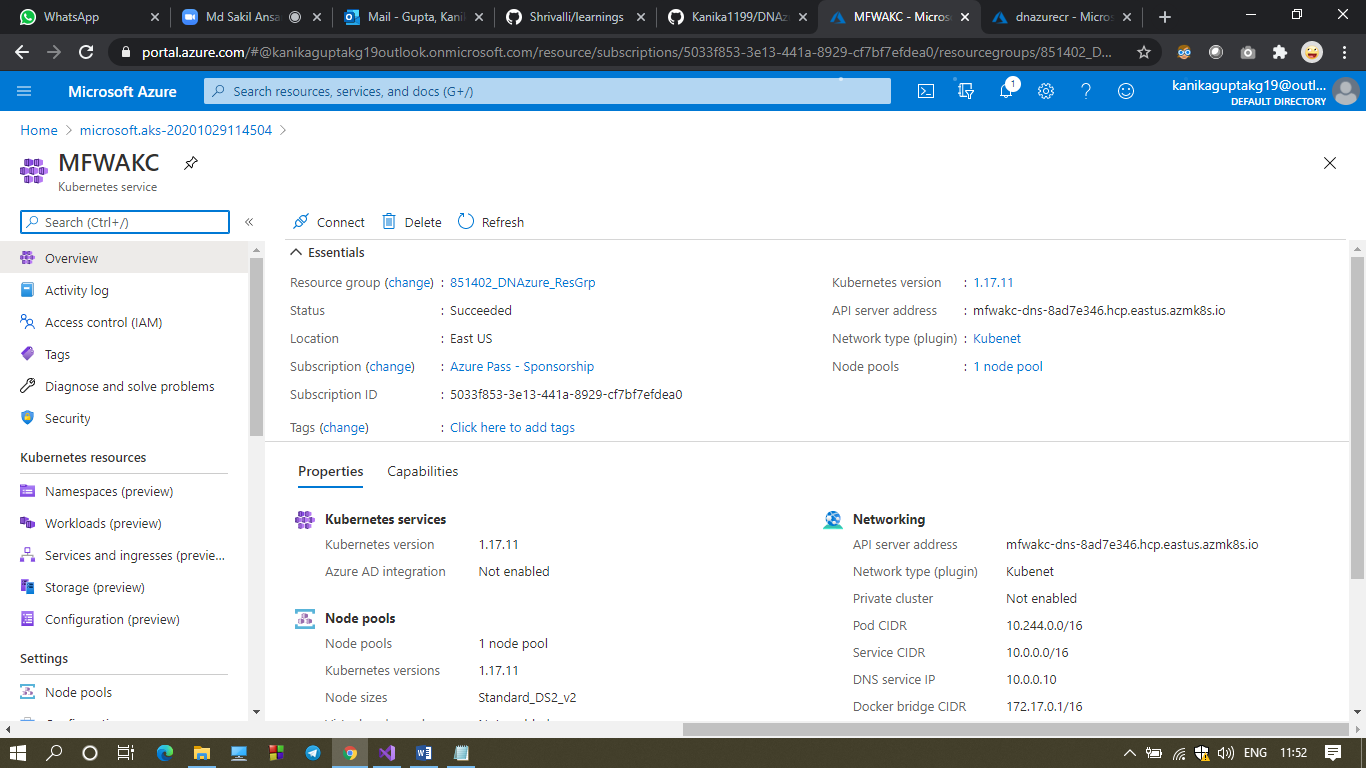 WhatsApp
Md Sakil Ansa
Mail - Gupta, Kani
Shrivalli/learnings
Kanika1199/DNAz
MFWAKC - Micros
dnazurecr - Micros
portal.azure.com/#@kanikaguptakg19outlook.onmicrosoft.com/resource/subscriptions/5033f853-3e13-441a-8929-cf7bf7efdea0/resourcegroups/851402_D...
Microsoft Azure
Search resources, services, and docs (G+/)
1
kanikaguptakg19@outl...
DEFAULT DIRECTORY
Home > microsoft.aks-20201029114504 >
MFWAKC
Kubernetes service
Search (Ctrl+/)
«
Overview
Activity log
Access control (IAM)
Tags
Diagnose and solve problems
Security
Kubernetes resources
Namespaces (preview)
Workloads (preview)
Services and ingresses (previe...
Storage (preview)
Configuration (preview)
Settings
Node pools
Connect Delete Refresh
Essentials
Resource group (change) : 851402_DNAzure_ResGrp
Status : Succeeded
Location : East US
Subscription (change) : Azure Pass - Sponsorship
Subscription ID : 5033f853-3e13-441a-8929-cf7bf7efdea0
Tags (change) : Click here to add tags
Kubernetes version : 1.17.11
API server address : mfwakc-dns-8ad7e346.hcp.eastus.azmk8s.io
Network type (plugin) : Kubenet
Node pools : 1 node pool
Properties Capabilities
Kubernetes services
Kubernetes version 1.17.11
Azure AD integration Not enabled
Node pools
Node pools 1 node pool
Kubernetes versions 1.17.11
Node sizes Standard_DS2_v2
Networking
API server address mfwakc-dns-8ad7e346.hcp.eastus.azmk8s.io
Network type (plugin) Kubenet
Private cluster Not enabled
Pod CIDR 10.244.0.0/16
Service CIDR 10.0.0.0/16
DNS service IP 10.0.0.10
Docker bridge CIDR 172.17.0.1/16
ENG 11:52